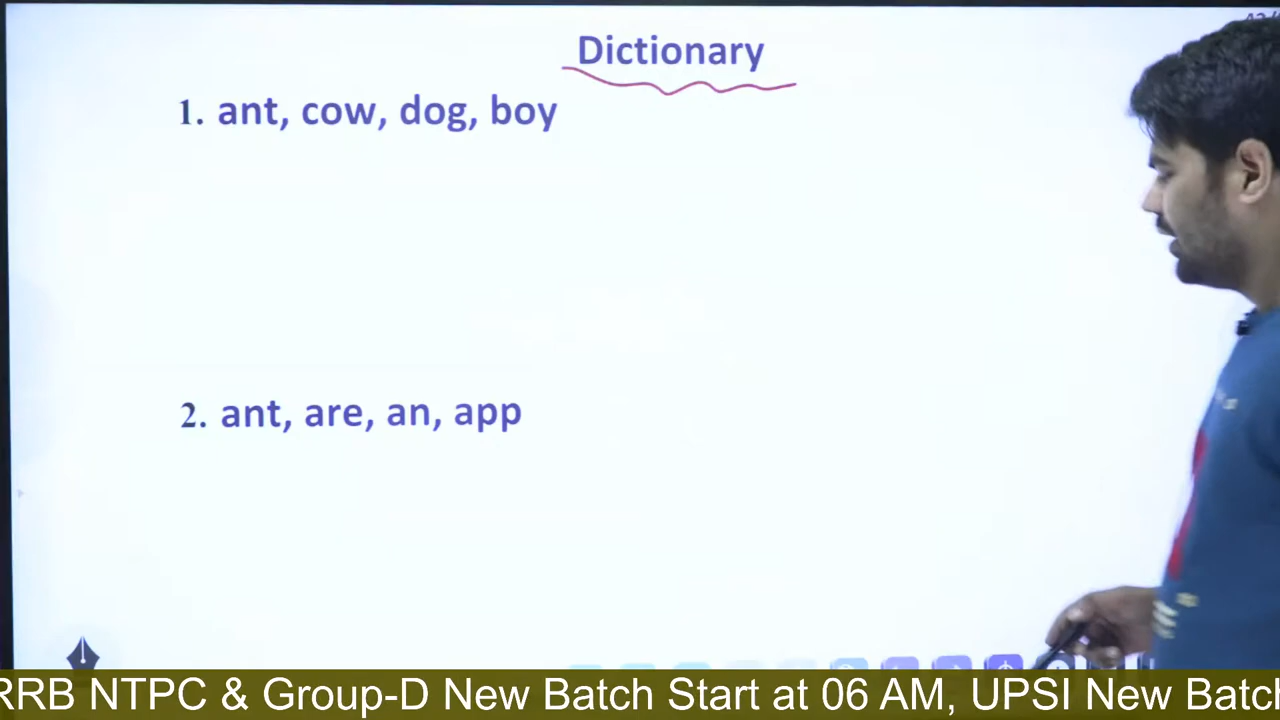 Dictionary
1. ant, cow, dog, boy
2. ant, are, an, app
RRB NTPC & Group-D New Batch Start at 06 AM, UPSI New Batch